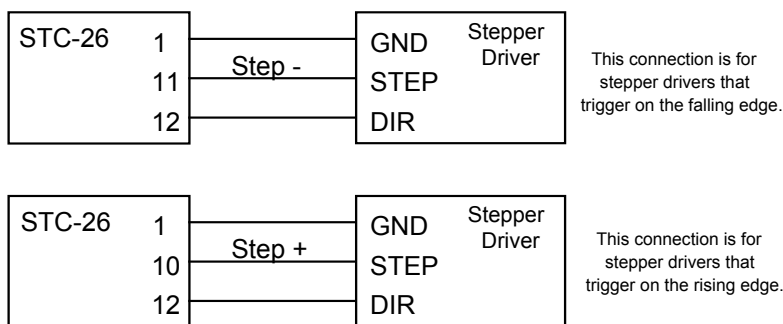 STC-26
1
11
12
Step -
GND
STEP
DIR
Stepper
Driver
This connection is for
stepper drivers that
trigger on the falling edge.
STC-26
1
10
12
Step +
GND
STEP
DIR
Stepper
Driver
This connection is for
stepper drivers that
trigger on the rising edge.